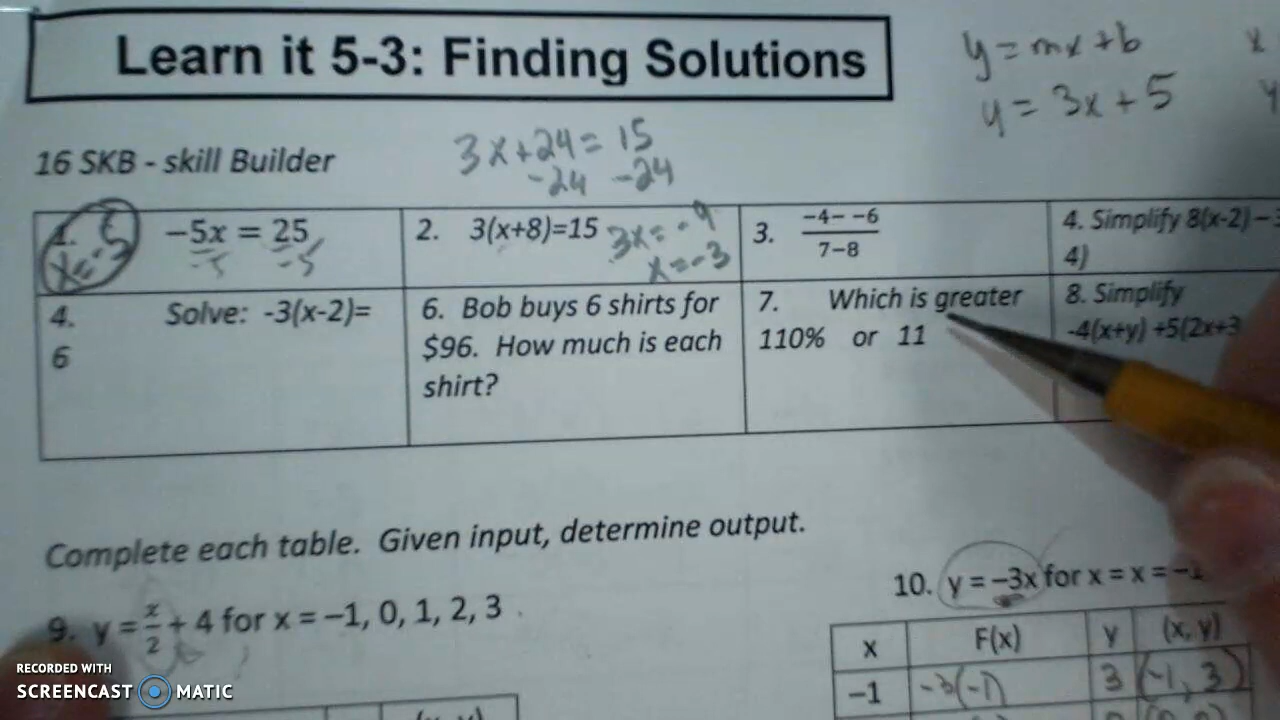 Learn it 5-3: Finding Solutions
y = mx + b
x
y = 3x + 5
y
16 SKB - skill Builder
3x+24 = 15
-24 -24
-5x = 25
-5 -5
2. 3(x+8)=15
3x = -9
x = -3
3. −4− −6
7−8
4. Simplify 8(x-2) –
4)
4. Solve: -3(x-2)=
6
6. Bob buys 6 shirts for
$96. How much is each
shirt?
7. Which is greater
110% or 11
8. Simplify
-4(x+y) +5(2x+3
Complete each table. Given input, determine output.
9. y = x/2 + 4 for x = −1, 0, 1, 2, 3
10. y = −3x for x = x = −1
x F(x) y (x, y)
−1 -3(-1) 3 (-1, 3)
RECORDED WITH
SCREENCAST MATIC